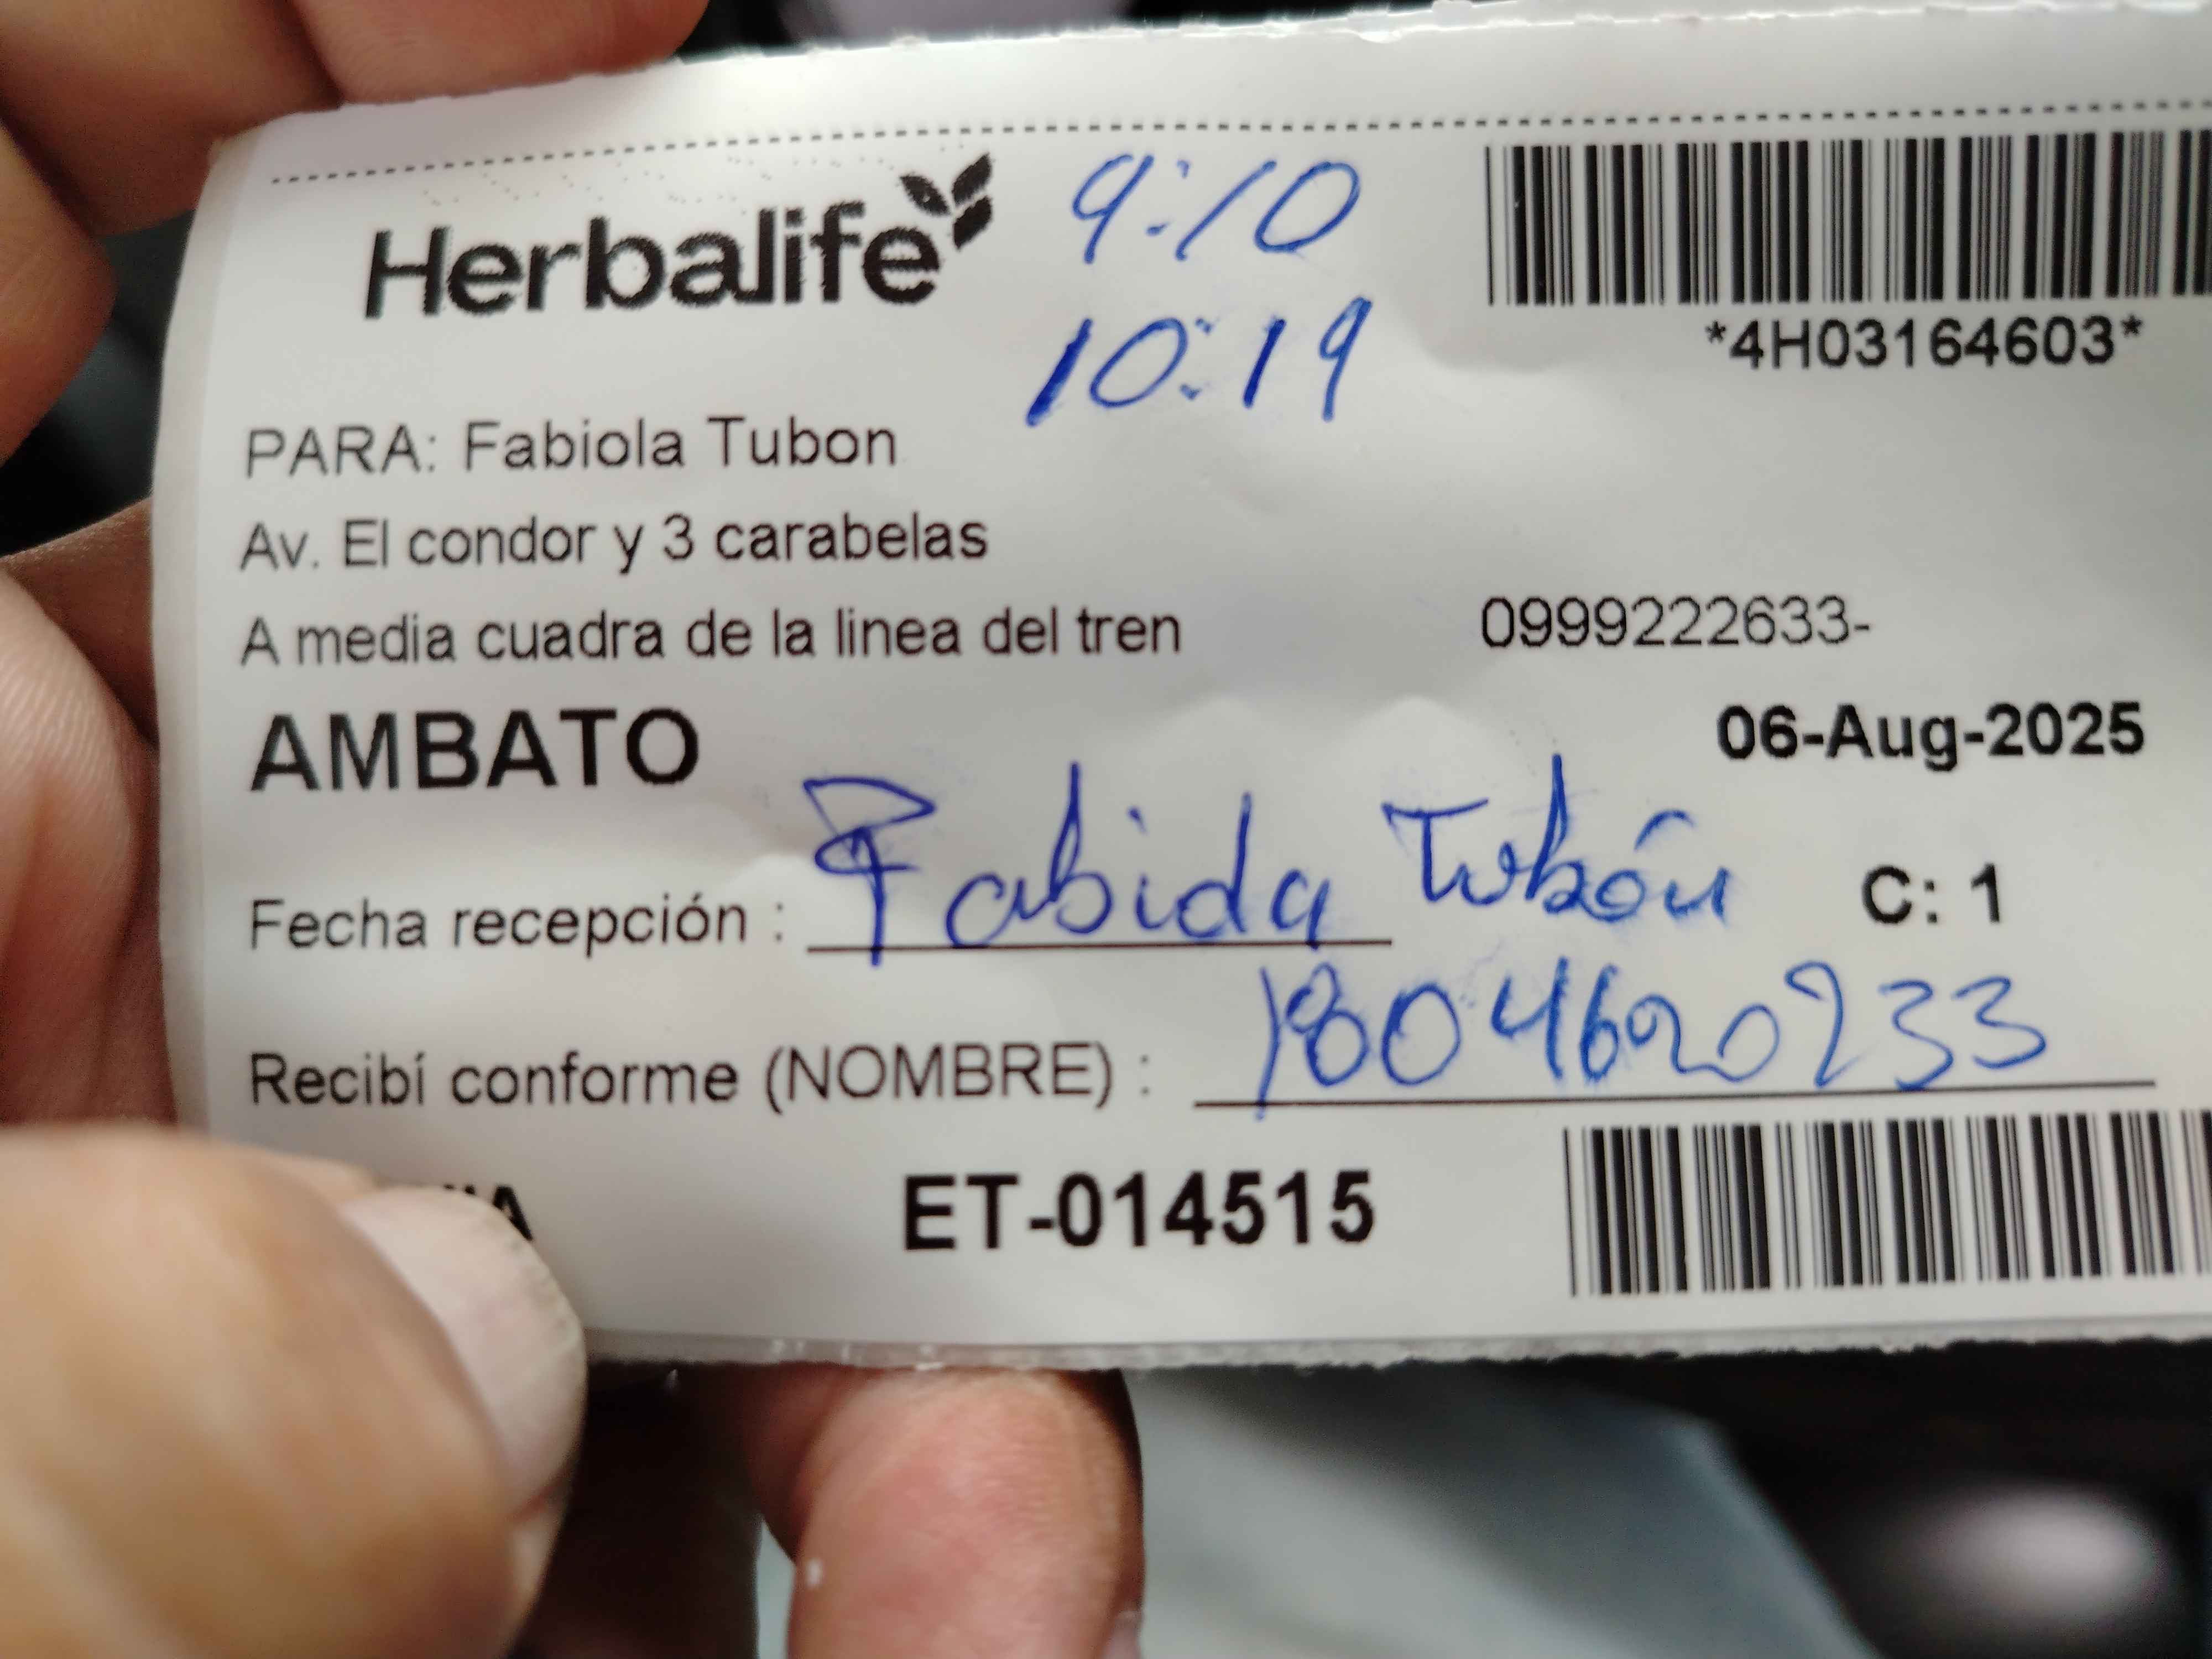 Herbalife
9:10
10:19
*4H03164603*
PARA: Fabiola Tubon
Av. El condor y 3 carabelas
A media cuadra de la linea del tren 0999222633-
AMBATO 06-Aug-2025
Fecha recepción : Fabiola Tubón C: 1
Recibí conforme (NOMBRE) : 1804620233
ET-014515